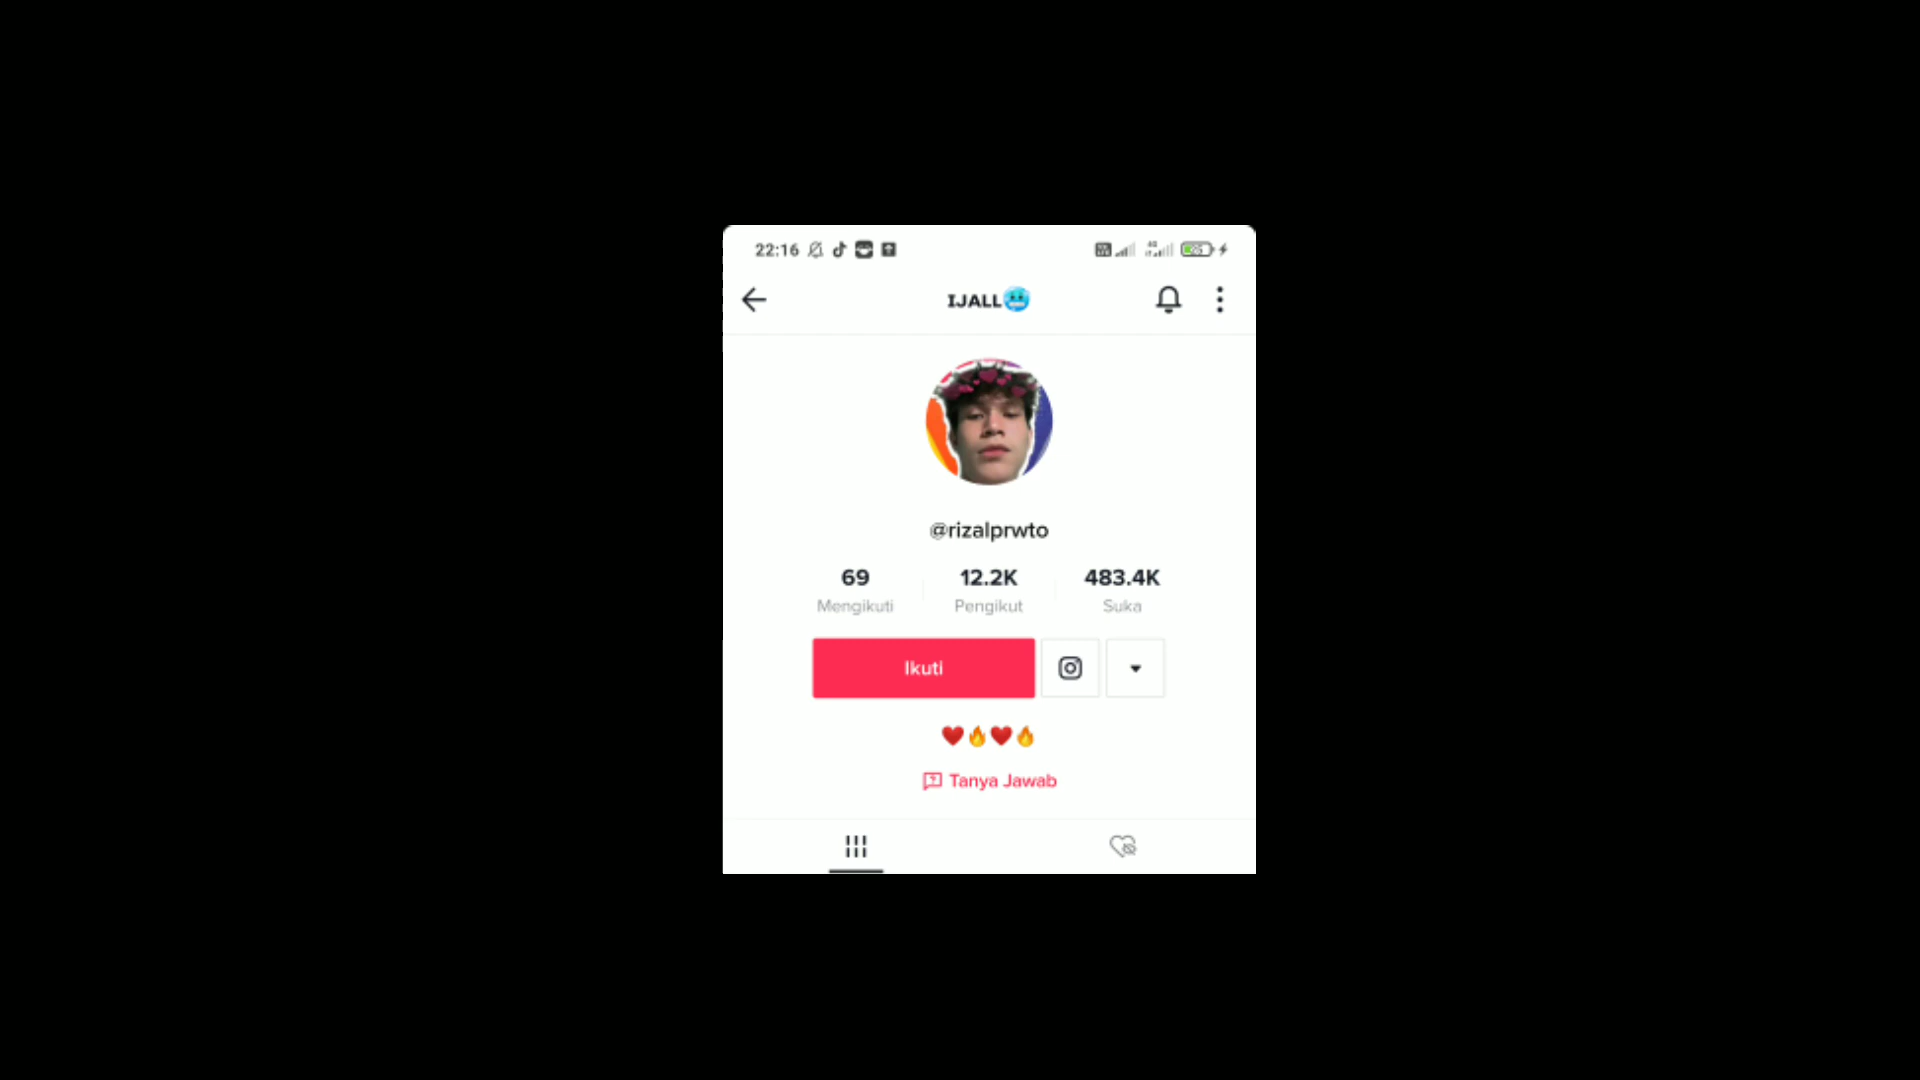 22:16
IJALL🥶
@rizalprwto
69 12.2K 483.4K
Mengikuti Pengikut Suka
Ikuti
❤️🔥❤️🔥
Tanya Jawab